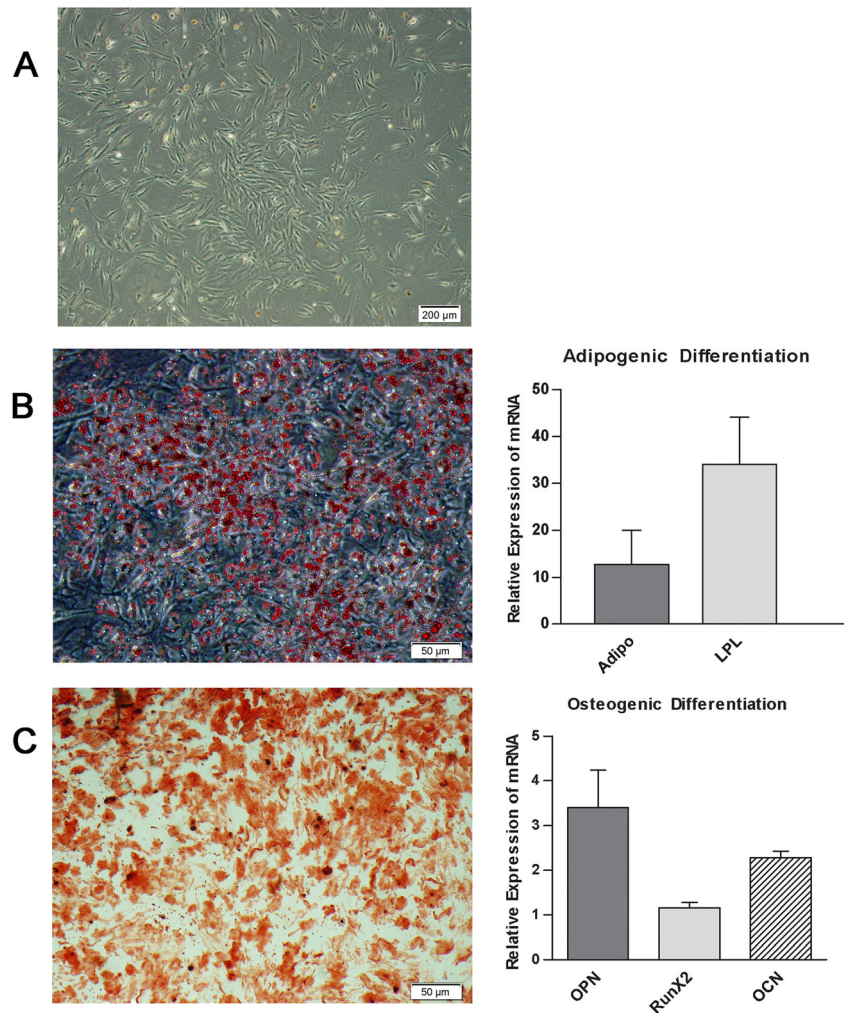 A
200 µm
B
50 µm
Adipogenic Differentiation
Relative Expression of mRNA
50
40
30
20
10
0
Adipo
LPL
C
50 µm
Osteogenic Differentiation
Relative Expression of mRNA
5
4
3
2
1
0
OPN
RunX2
OCN